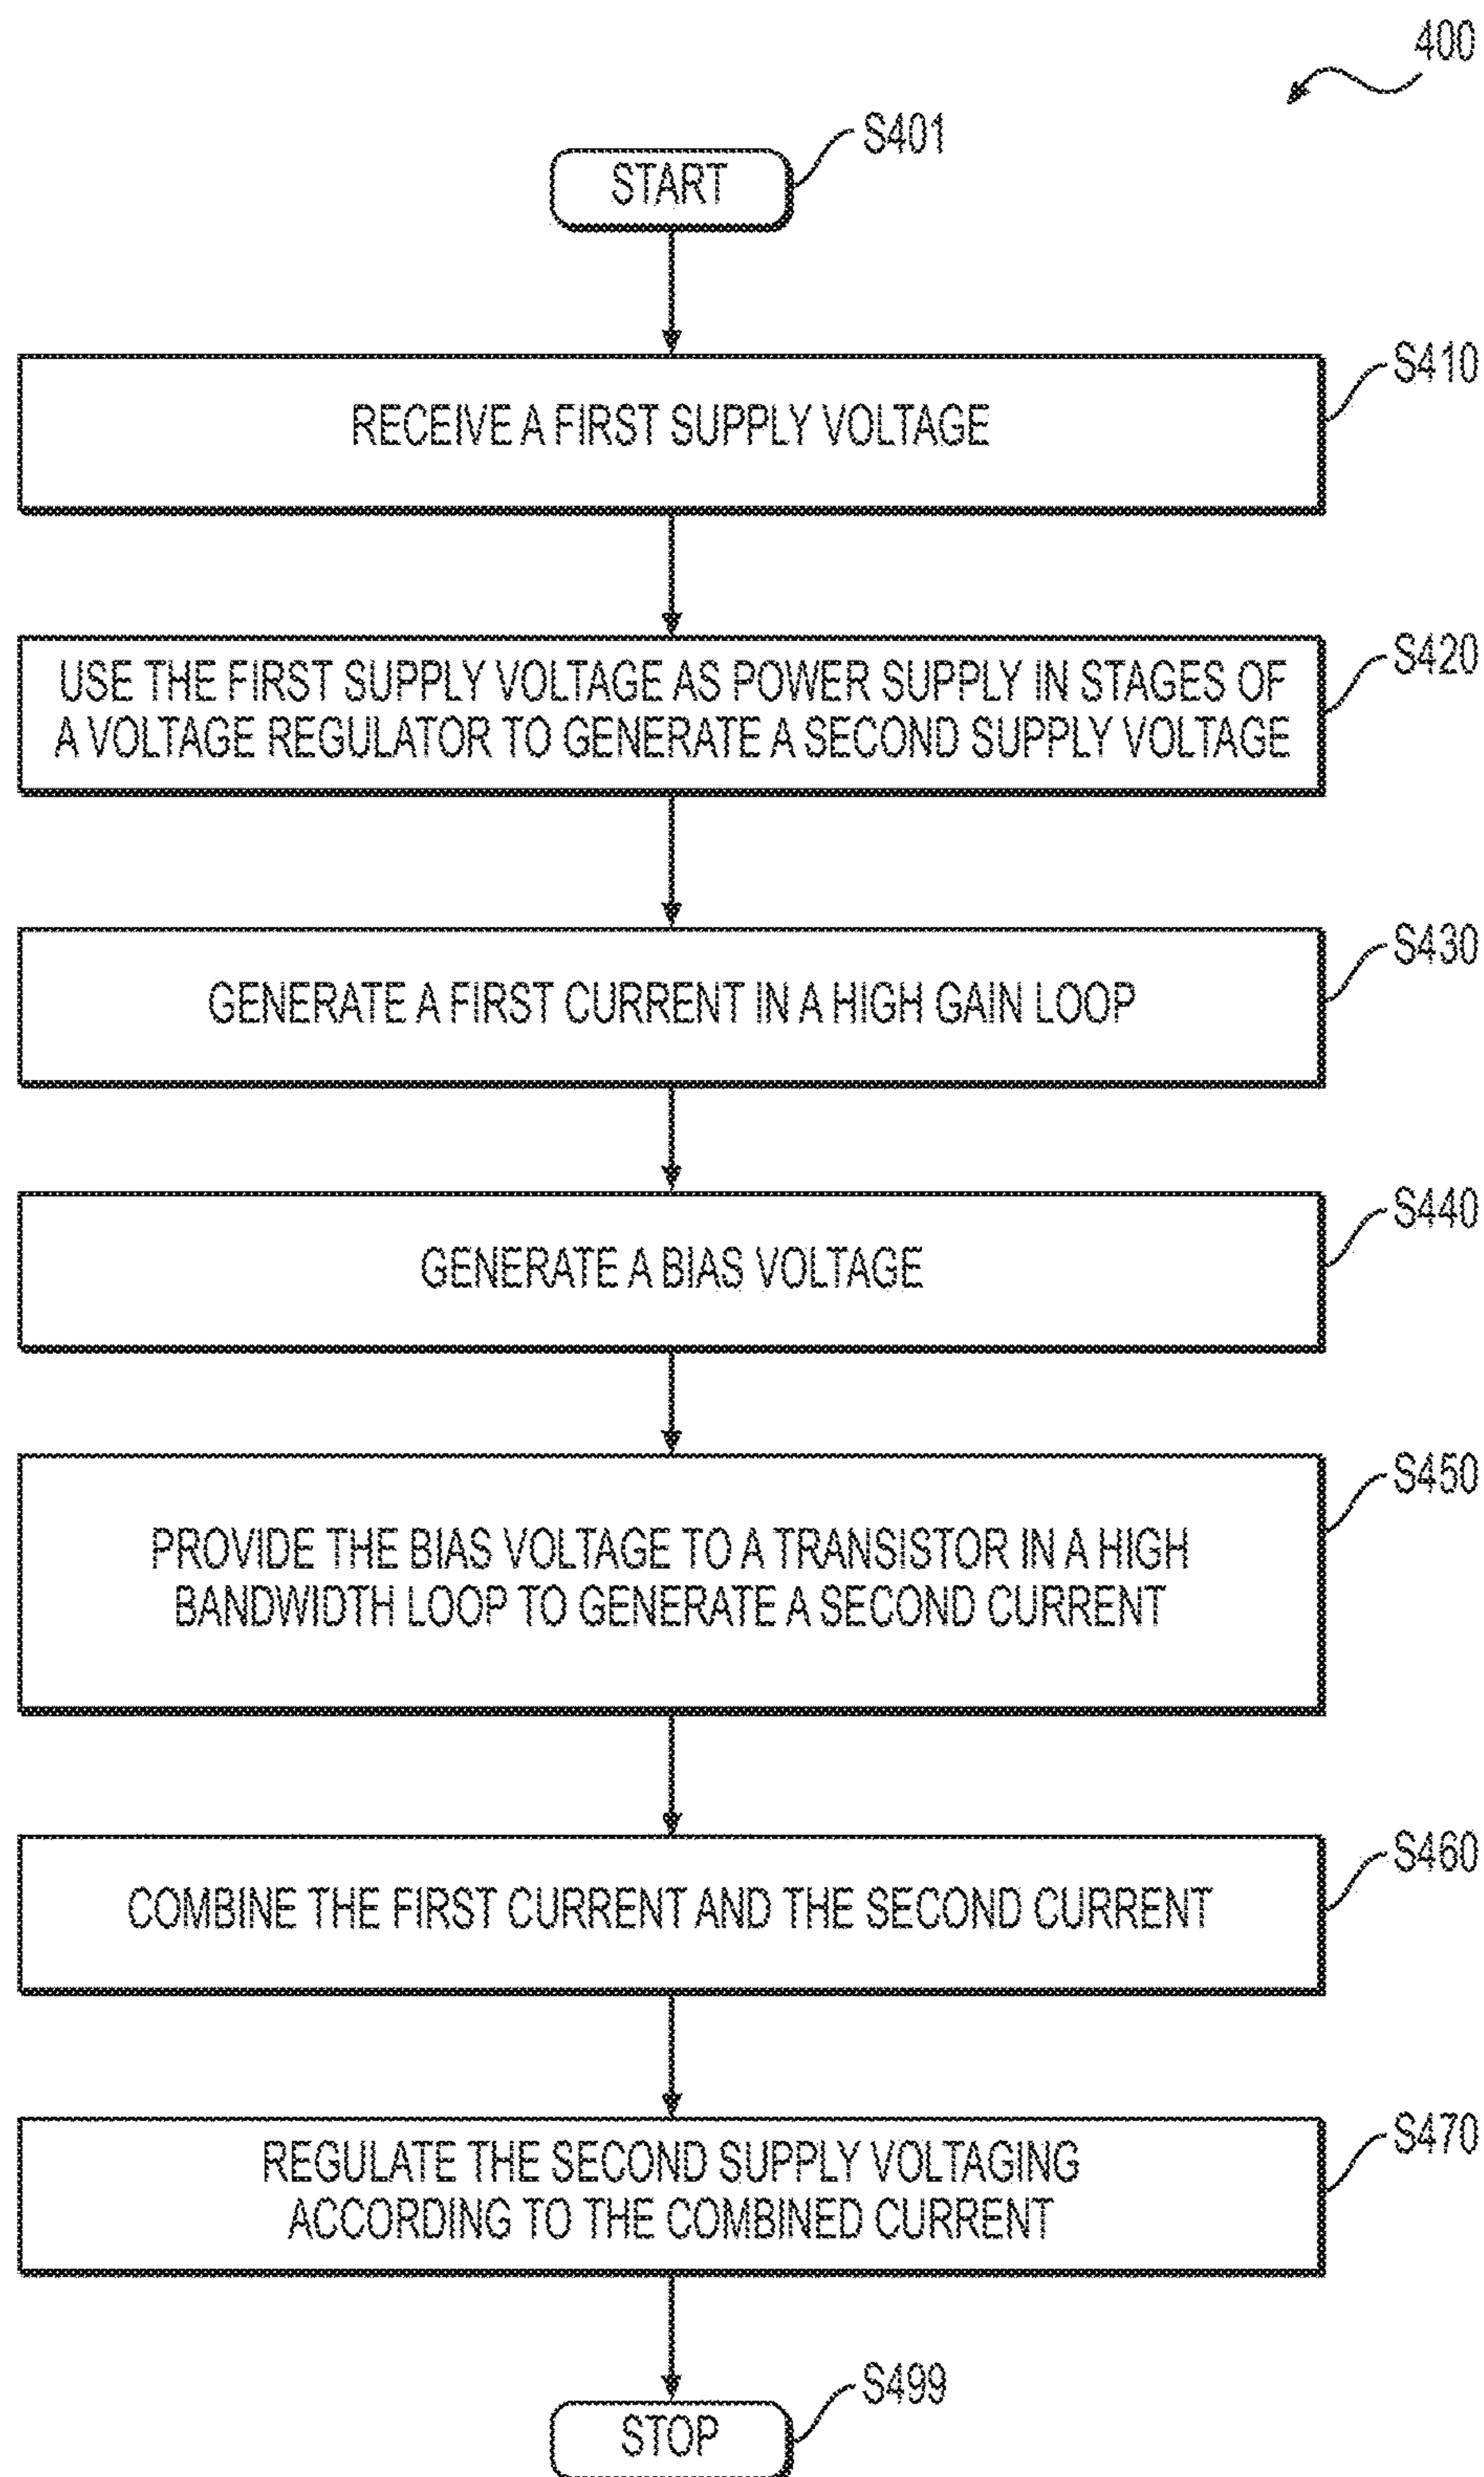 400
START
S401
RECEIVE A FIRST SUPPLY VOLTAGE
S410
USE THE FIRST SUPPLY VOLTAGE AS POWER SUPPLY IN STAGES OF
A VOLTAGE REGULATOR TO GENERATE A SECOND SUPPLY VOLTAGE
S420
GENERATE A FIRST CURRENT IN A HIGH GAIN LOOP
S430
GENERATE A BIAS VOLTAGE
S440
PROVIDE THE BIAS VOLTAGE TO A TRANSISTOR IN A HIGH
BANDWIDTH LOOP TO GENERATE A SECOND CURRENT
S450
COMBINE THE FIRST CURRENT AND THE SECOND CURRENT
S460
REGULATE THE SECOND SUPPLY VOLTAGING
ACCORDING TO THE COMBINED CURRENT
S470
STOP
S499